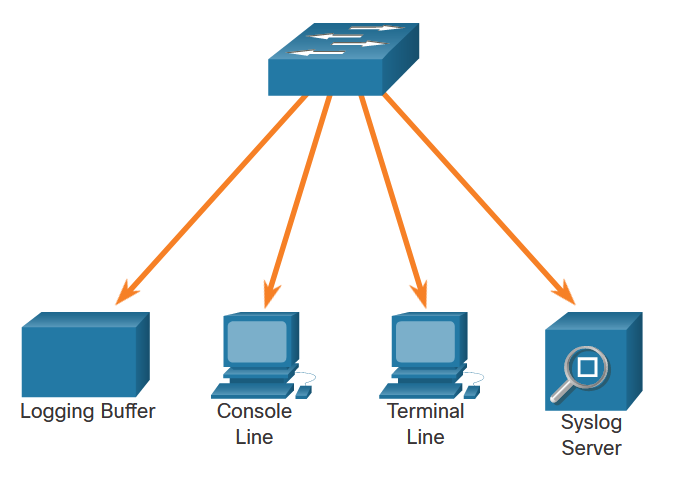 Logging Buffer
Console
Line
Terminal
Line
Syslog
Server